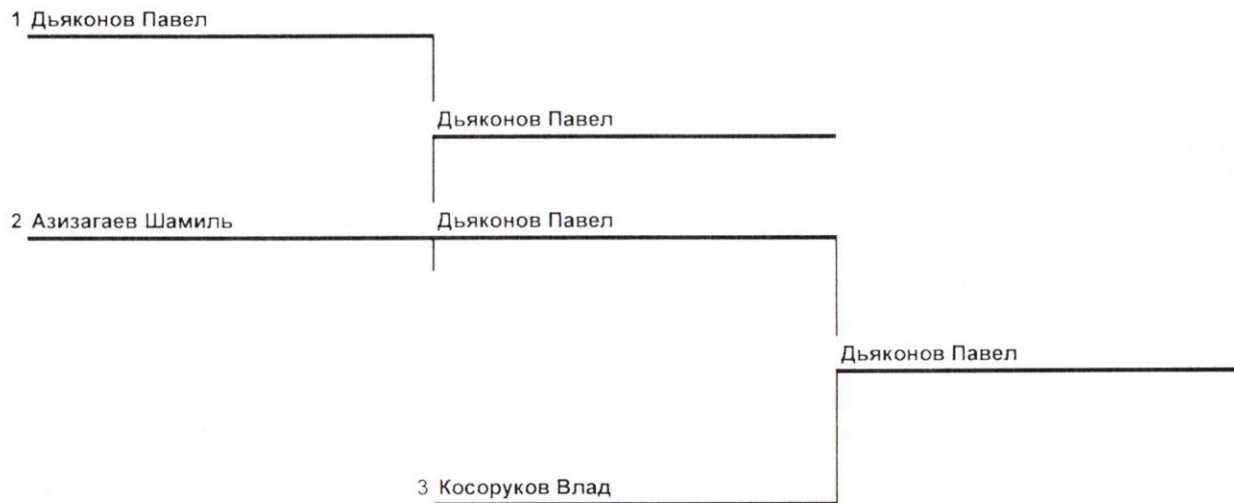 1 Дьяконов Павел
Дьяконов Павел
2 Азизагаев Шамиль
Дьяконов Павел
Дьяконов Павел
3 Косоруков Влад